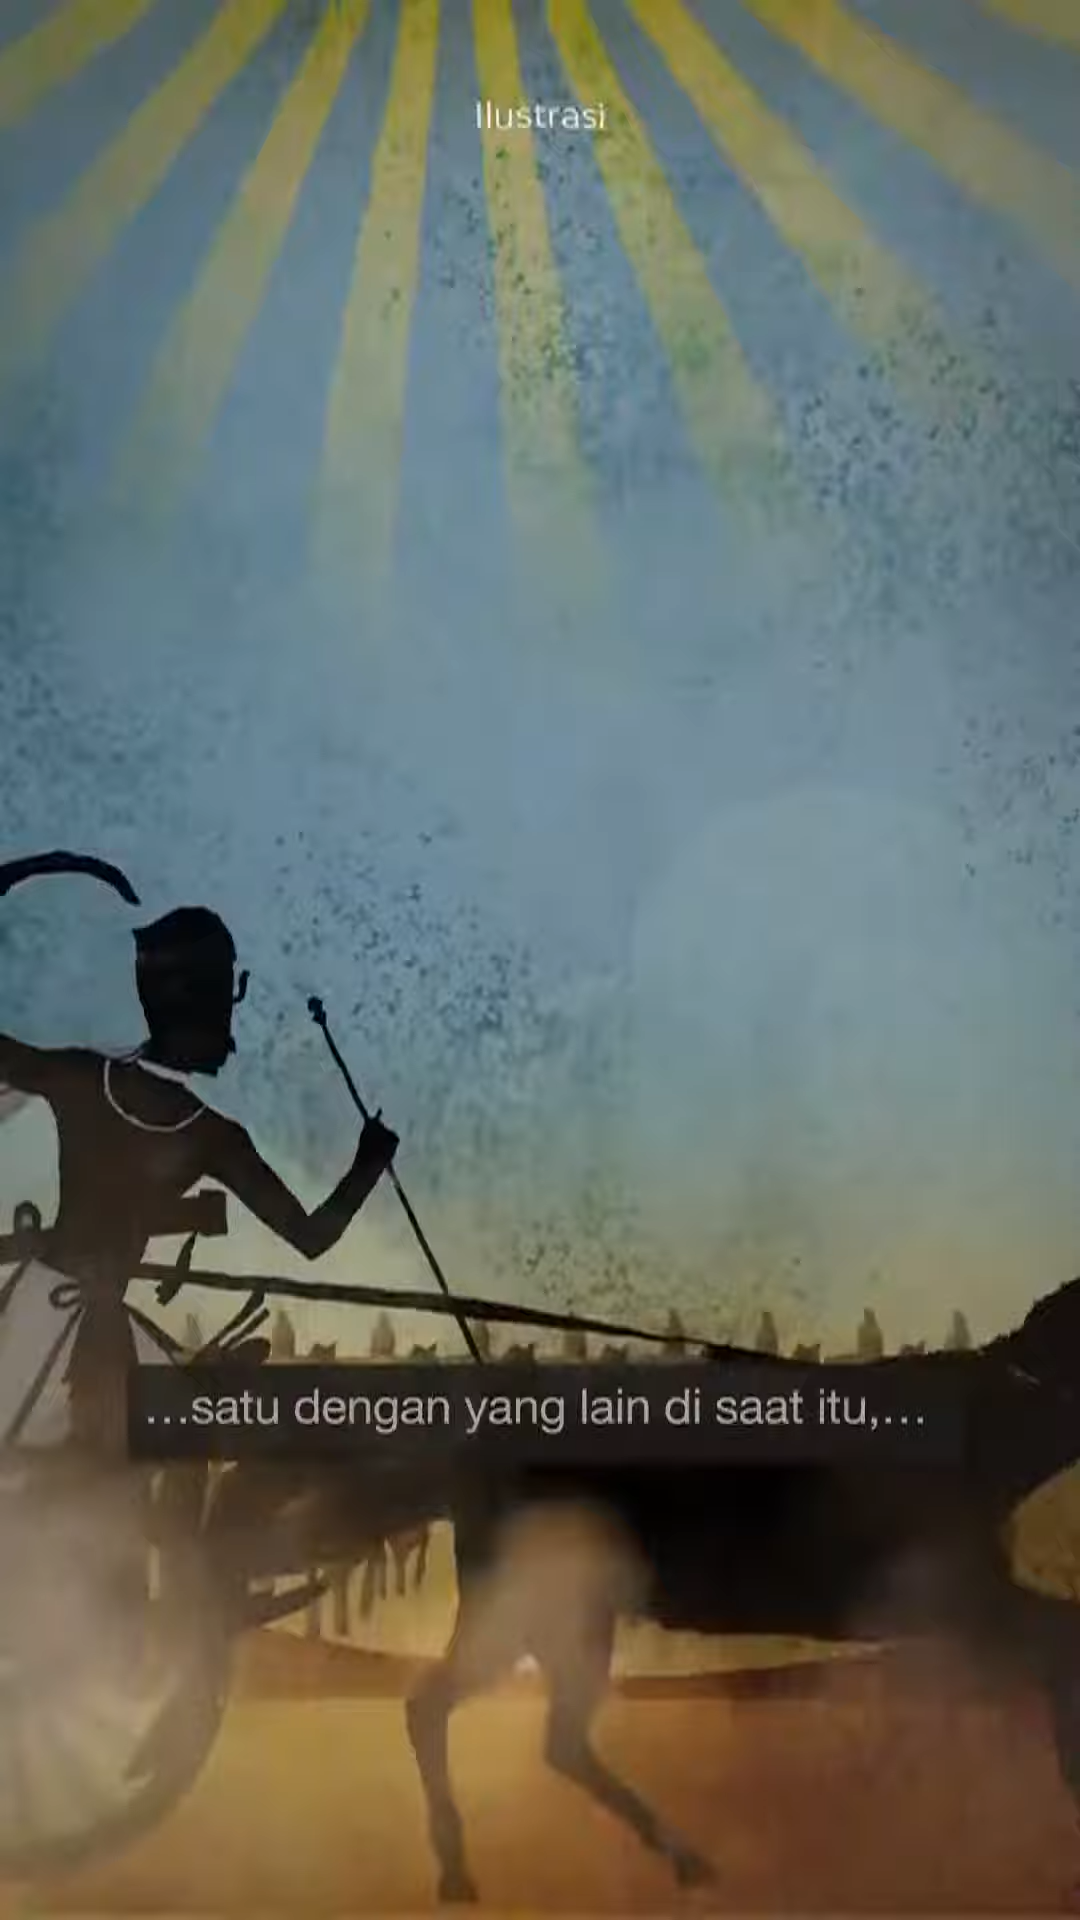 Ilustrasi
...satu dengan yang lain di saat itu,...